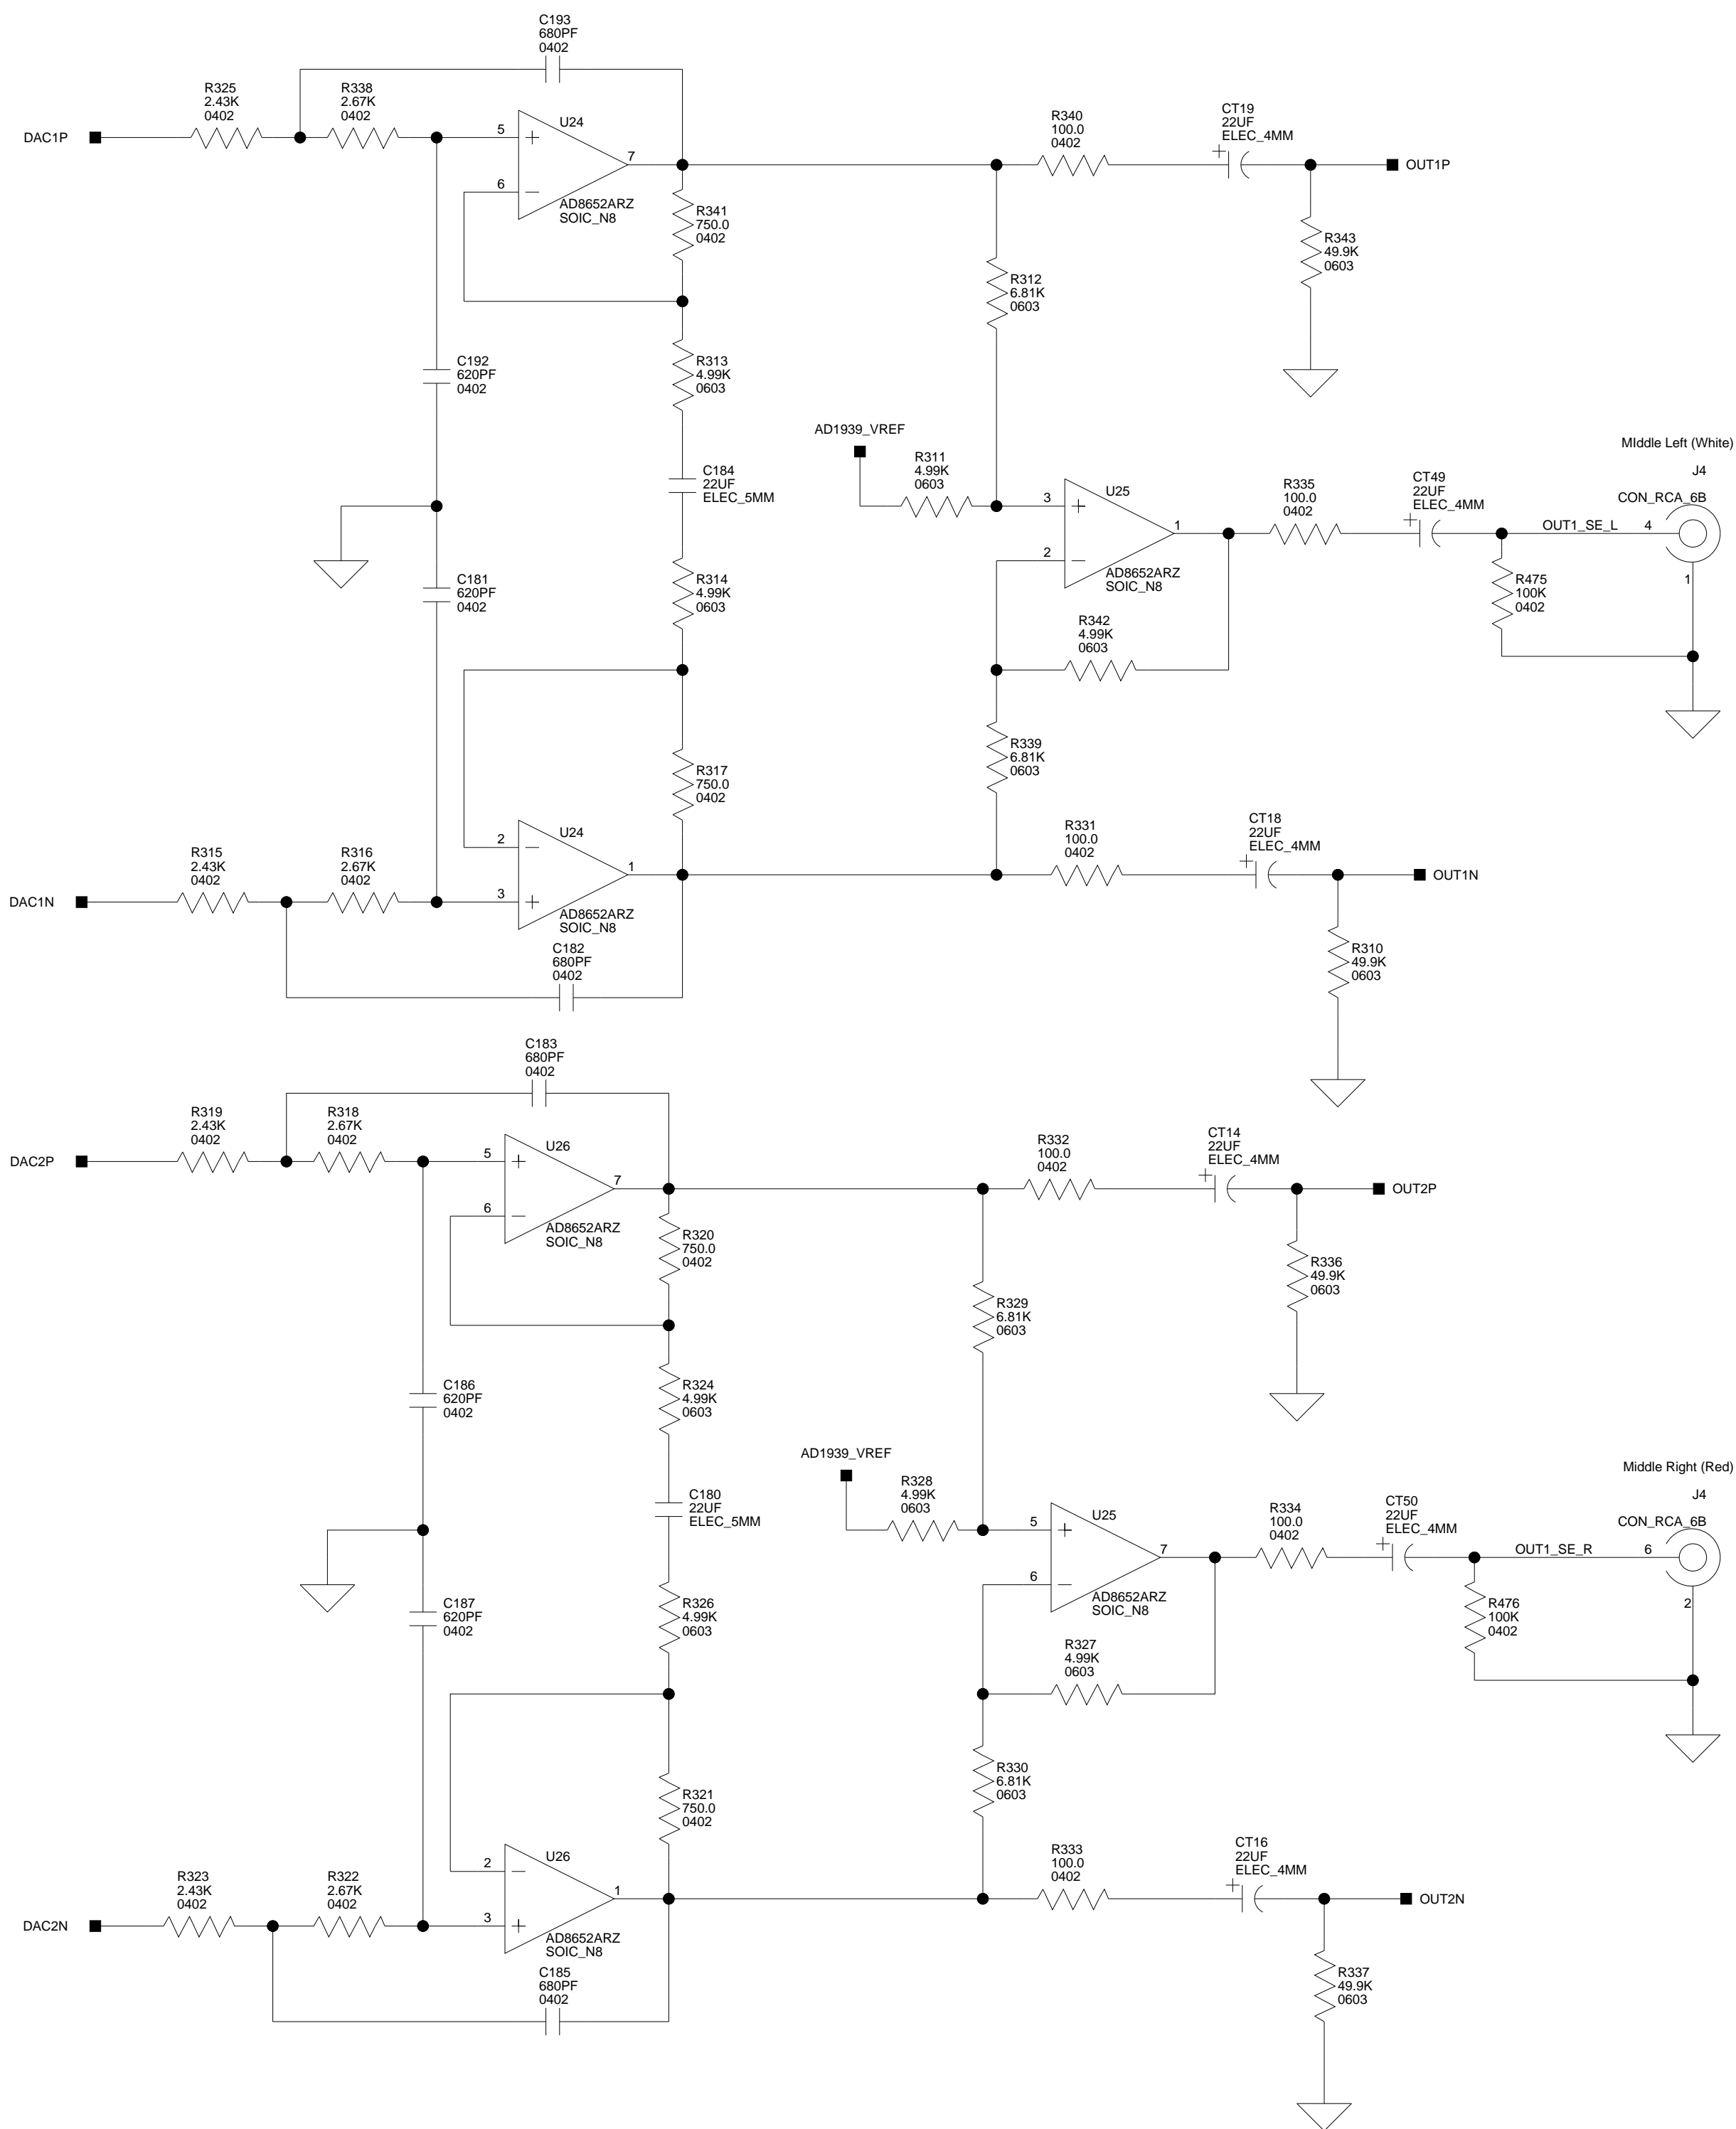 C193
680PF
0402
R325
2.43K
0402
R338
2.67K
0402
DAC1P
5
6
7
U24
AD8652ARZ
SOIC_N8
R341
750.0
0402
R340
100.0
0402
CT19
22UF
ELEC_4MM
+
OUT1P
R343
49.9K
0603
R312
6.81K
0603
C192
620PF
0402
R313
4.99K
0603
C184
22UF
ELEC_5MM
C181
620PF
0402
R314
4.99K
0603
AD1939_VREF
R311
4.99K
0603
3
2
1
U25
AD8652ARZ
SOIC_N8
R342
4.99K
0603
R335
100.0
0402
CT49
22UF
ELEC_4MM
+
OUT1_SE_L
4
MIddle Left (White)
J4
CON_RCA_6B
1
R475
100K
0402
R339
6.81K
0603
R317
750.0
0402
DAC1N
R315
2.43K
0402
R316
2.67K
0402
2
3
1
U24
AD8652ARZ
SOIC_N8
C182
680PF
0402
R331
100.0
0402
CT18
22UF
ELEC_4MM
+
OUT1N
R310
49.9K
0603
C183
680PF
0402
R319
2.43K
0402
R318
2.67K
0402
DAC2P
5
6
7
U26
AD8652ARZ
SOIC_N8
R320
750.0
0402
R332
100.0
0402
CT14
22UF
ELEC_4MM
+
OUT2P
R336
49.9K
0603
R329
6.81K
0603
C186
620PF
0402
R324
4.99K
0603
C180
22UF
ELEC_5MM
C187
620PF
0402
R326
4.99K
0603
AD1939_VREF
R328
4.99K
0603
5
6
7
U25
AD8652ARZ
SOIC_N8
R327
4.99K
0603
R334
100.0
0402
CT50
22UF
ELEC_4MM
+
OUT1_SE_R
6
Middle Right (Red)
J4
CON_RCA_6B
2
R476
100K
0402
R330
6.81K
0603
R321
750.0
0402
DAC2N
R323
2.43K
0402
R322
2.67K
0402
2
3
1
U26
AD8652ARZ
SOIC_N8
C185
680PF
0402
R333
100.0
0402
CT16
22UF
ELEC_4MM
+
OUT2N
R337
49.9K
0603